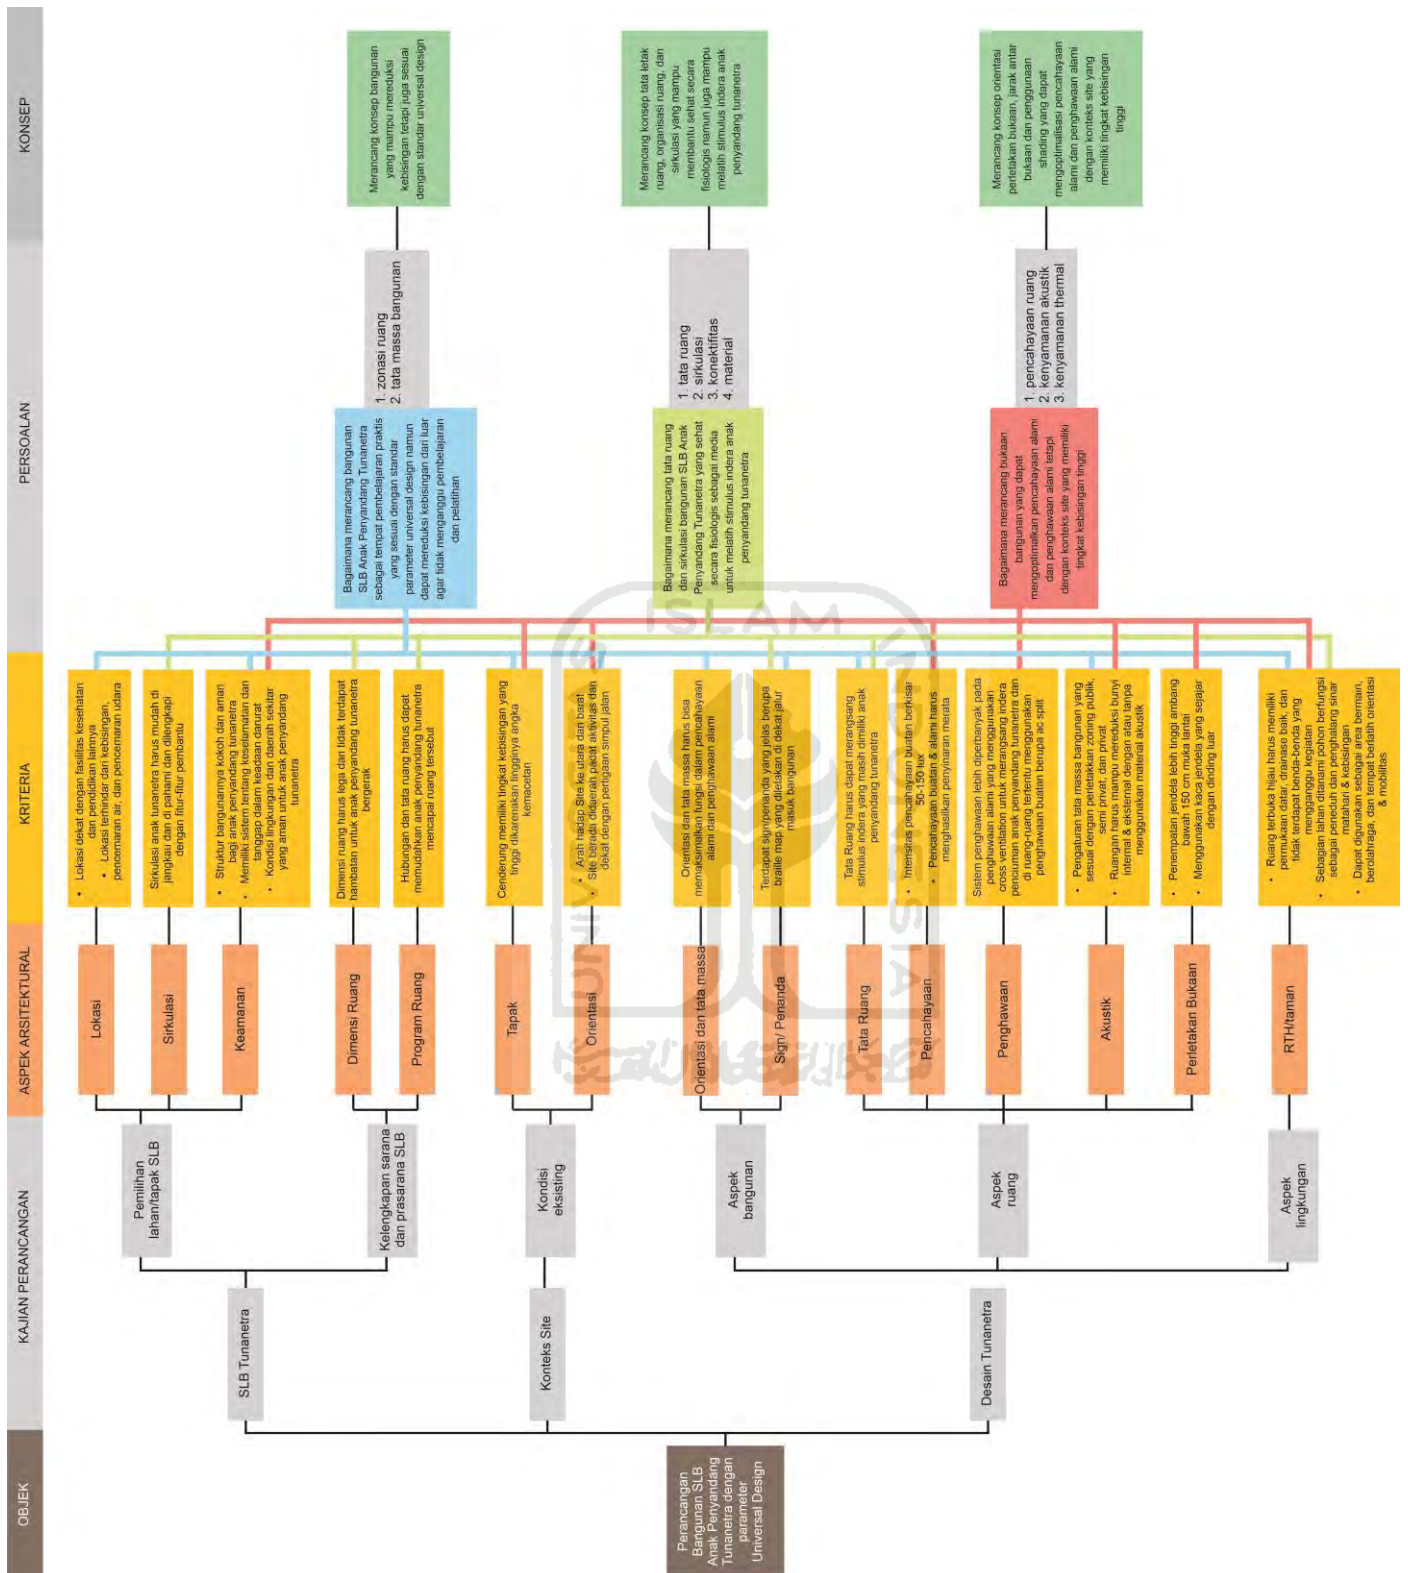 OBJEK
KAJIAN PERANCANGAN
ASPEK ARSITEKTURAL
KRITERIA
PERSOALAN
KONSEP
Perancangan
Bangunan SLB
Anak Penyandang
Tunanetra dengan
parameter
Universal Design
SLB Tunanetra
Konteks Site
Desain Tunanetra
Pemilihan
lahan/tapak SLB
Kelengkapan sarana
dan prasarana SLB
Kondisi
eksisting
Aspek
bangunan
Aspek
ruang
Aspek
lingkungan
Lokasi
Sirkulasi
Keamanan
Dimensi Ruang
Program Ruang
Tapak
Orientasi
Orientasi dan tata massa
Sign/ Penanda
Tata Ruang
Pencahayaan
Penghawaan
Akustik
Perletakan Bukaan
RTH/taman
• Lokasi dekat dengan fasilitas kesehatan
dan pendidikan lainnya
• Lokasi terhindar dari kebisingan,
pencemaran air, dan pencemaran udara
Sirkulasi anak tunanetra harus mudah di
jangkau dan di pahami dan dilengkapi
dengan fitur-fitur pembantu
• Struktur bangunannya kokoh dan aman
bagi anak penyandang tunanetra
• Memiliki sistem tentang keselamatan dan
tanggap dalam keadaan darurat
• Kondisi lingkungan dan daerah sekitar
yang aman untuk anak penyandang
tunanetra
Dimensi ruang harus lega dan tidak terdapat
hambatan untuk anak penyandang tunanetra
bergerak
Hubungan dan tata ruang harus dapat
memudahkan anak penyandang tunanetra
mencapai ruang tersebut
Cenderung memiliki tingkat kebisingan yang
tinggi dikarenakan tingginya angka
kemacetan
• Arah hadap Site ke utara dan barat
• Site berada didaerah padat aktivitas dan
dekat dengan pertigaan simpul jalan
Orientasi dan tata massa harus bisa
memaksimalkan fungsi dalam pencahayaan
alami dan penghawaan alami
Terdapat sign/penanda yang jelas berupa
braille map yang diletakan di dekat jalur
masuk bangunan
Tata Ruang harus dapat merangsang
stimulus indera yang masih dimiliki anak
penyandang tunanetra
• Intensitas pencahayaan buatan berkisar
50-150 lux
• Pencahayaan buatan & alami harus
menghasilkan penyinaran merata
Sistem penghawaan lebih diperbanyak pada
penghawaan alami yang menggunakan
cross ventilation untuk merangsang indera
penciuman anak penyandang tunanetra dan
di ruang-ruang tertentu menggunakan
penghawaan buatan berupa ac split
• Pengaturan tata massa bangunan yang
sesuai dengan perletakkan zoning publik,
semi privat, dan privat
• Ruangan harus mampu mereduksi bunyi
internal & eksternal dengan atau tanpa
menggunakan material akustik
• Penempatan jendela lebih tinggi ambang
bawah 150 cm muka lantai
• Menggunakan kaca jendela yang sejajar
dengan dinding luar
• Ruang terbuka hijau harus memiliki
permukaan datar, drainase baik, dan
tidak terdapat benda-benda yang
menggangu kegiatan
• Sebagian lahan ditanami pohon berfungsi
sebagai peneduh dan penghalang sinar
matahari & kebisingan
• Dapat digunakan sebagai area bermain,
berolahraga, dan tempat berlatih orientasi
& mobilitas
Bagaimana merancang bangunan
SLB Anak Penyandang Tunanetra
sebagai tempat pembelajaran praktis
yang sesuai dengan standar
parameter universal design namun
dapat mereduksi kebisingan dari luar
agar tidak menganggu pembelajaran
dan pelatihan
Bagaimana merancang tata ruang
dan sirkulasi bangunan SLB Anak
Penyandang Tunanetra yang sehat
secara fisiologis sebagai media
untuk melatih stimulus indera anak
penyandang tunanetra
Bagaimana merancang bukaan
bangunan yang dapat
mengoptimalkan pencahayaan alami
dan penghawaan alami tetapi
dengan konteks site yang memiliki
tingkat kebisingan tinggi
1. zonasi ruang
2. tata massa bangunan
1. tata ruang
2. sirkulasi
3. konektifitas
4. material
1. pencahayaan ruang
2. kenyamanan akustik
3. kenyamanan thermal
Merancang konsep bangunan
yang mampu mereduksi
kebisingan tetapi juga sesuai
dengan standar universal design
Merancang konsep tata letak
ruang, organisasi ruang, dan
sirkulasi yang mampu
membantu sehat secara
fisiologis namun juga mampu
melatih stimulus indera anak
penyandang tunanetra
Merancang konsep orientasi
perletakan bukaan, jarak antar
bukaan dan penggunaan
shading yang dapat
mengoptimalisasi pencahayaan
alami dan penghawaan alami
dengan konteks site yang
memiliki tingkat kebisingan
tinggi
UNIVERSITAS
ISLAM
INDONESIA